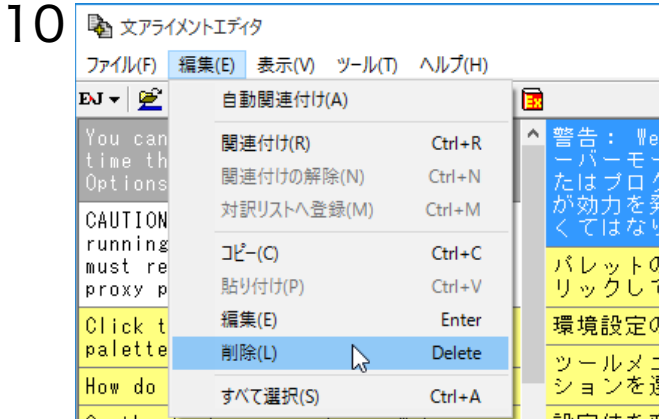 10
文アライメントエディタ
ファイル(F) 編集(E) 表示(V) ツール(T) ヘルプ(H)
EJ
自動関連付け(A)
関連付け(R) Ctrl+R
関連付けの解除(N) Ctrl+N
対訳リストへ登録(M) Ctrl+M
コピー(C) Ctrl+C
貼り付け(P) Ctrl+V
編集(E) Enter
削除(L) Delete
すべて選択(S) Ctrl+A
You can
time th
Options
CAUTION
running
must re
proxy p
Click t
palette
How do
警告： We
ーバーモー
たはプログ
が効力を発
くてはなり
パレットの
リックして
環境設定の
ツールメニ
ションを選